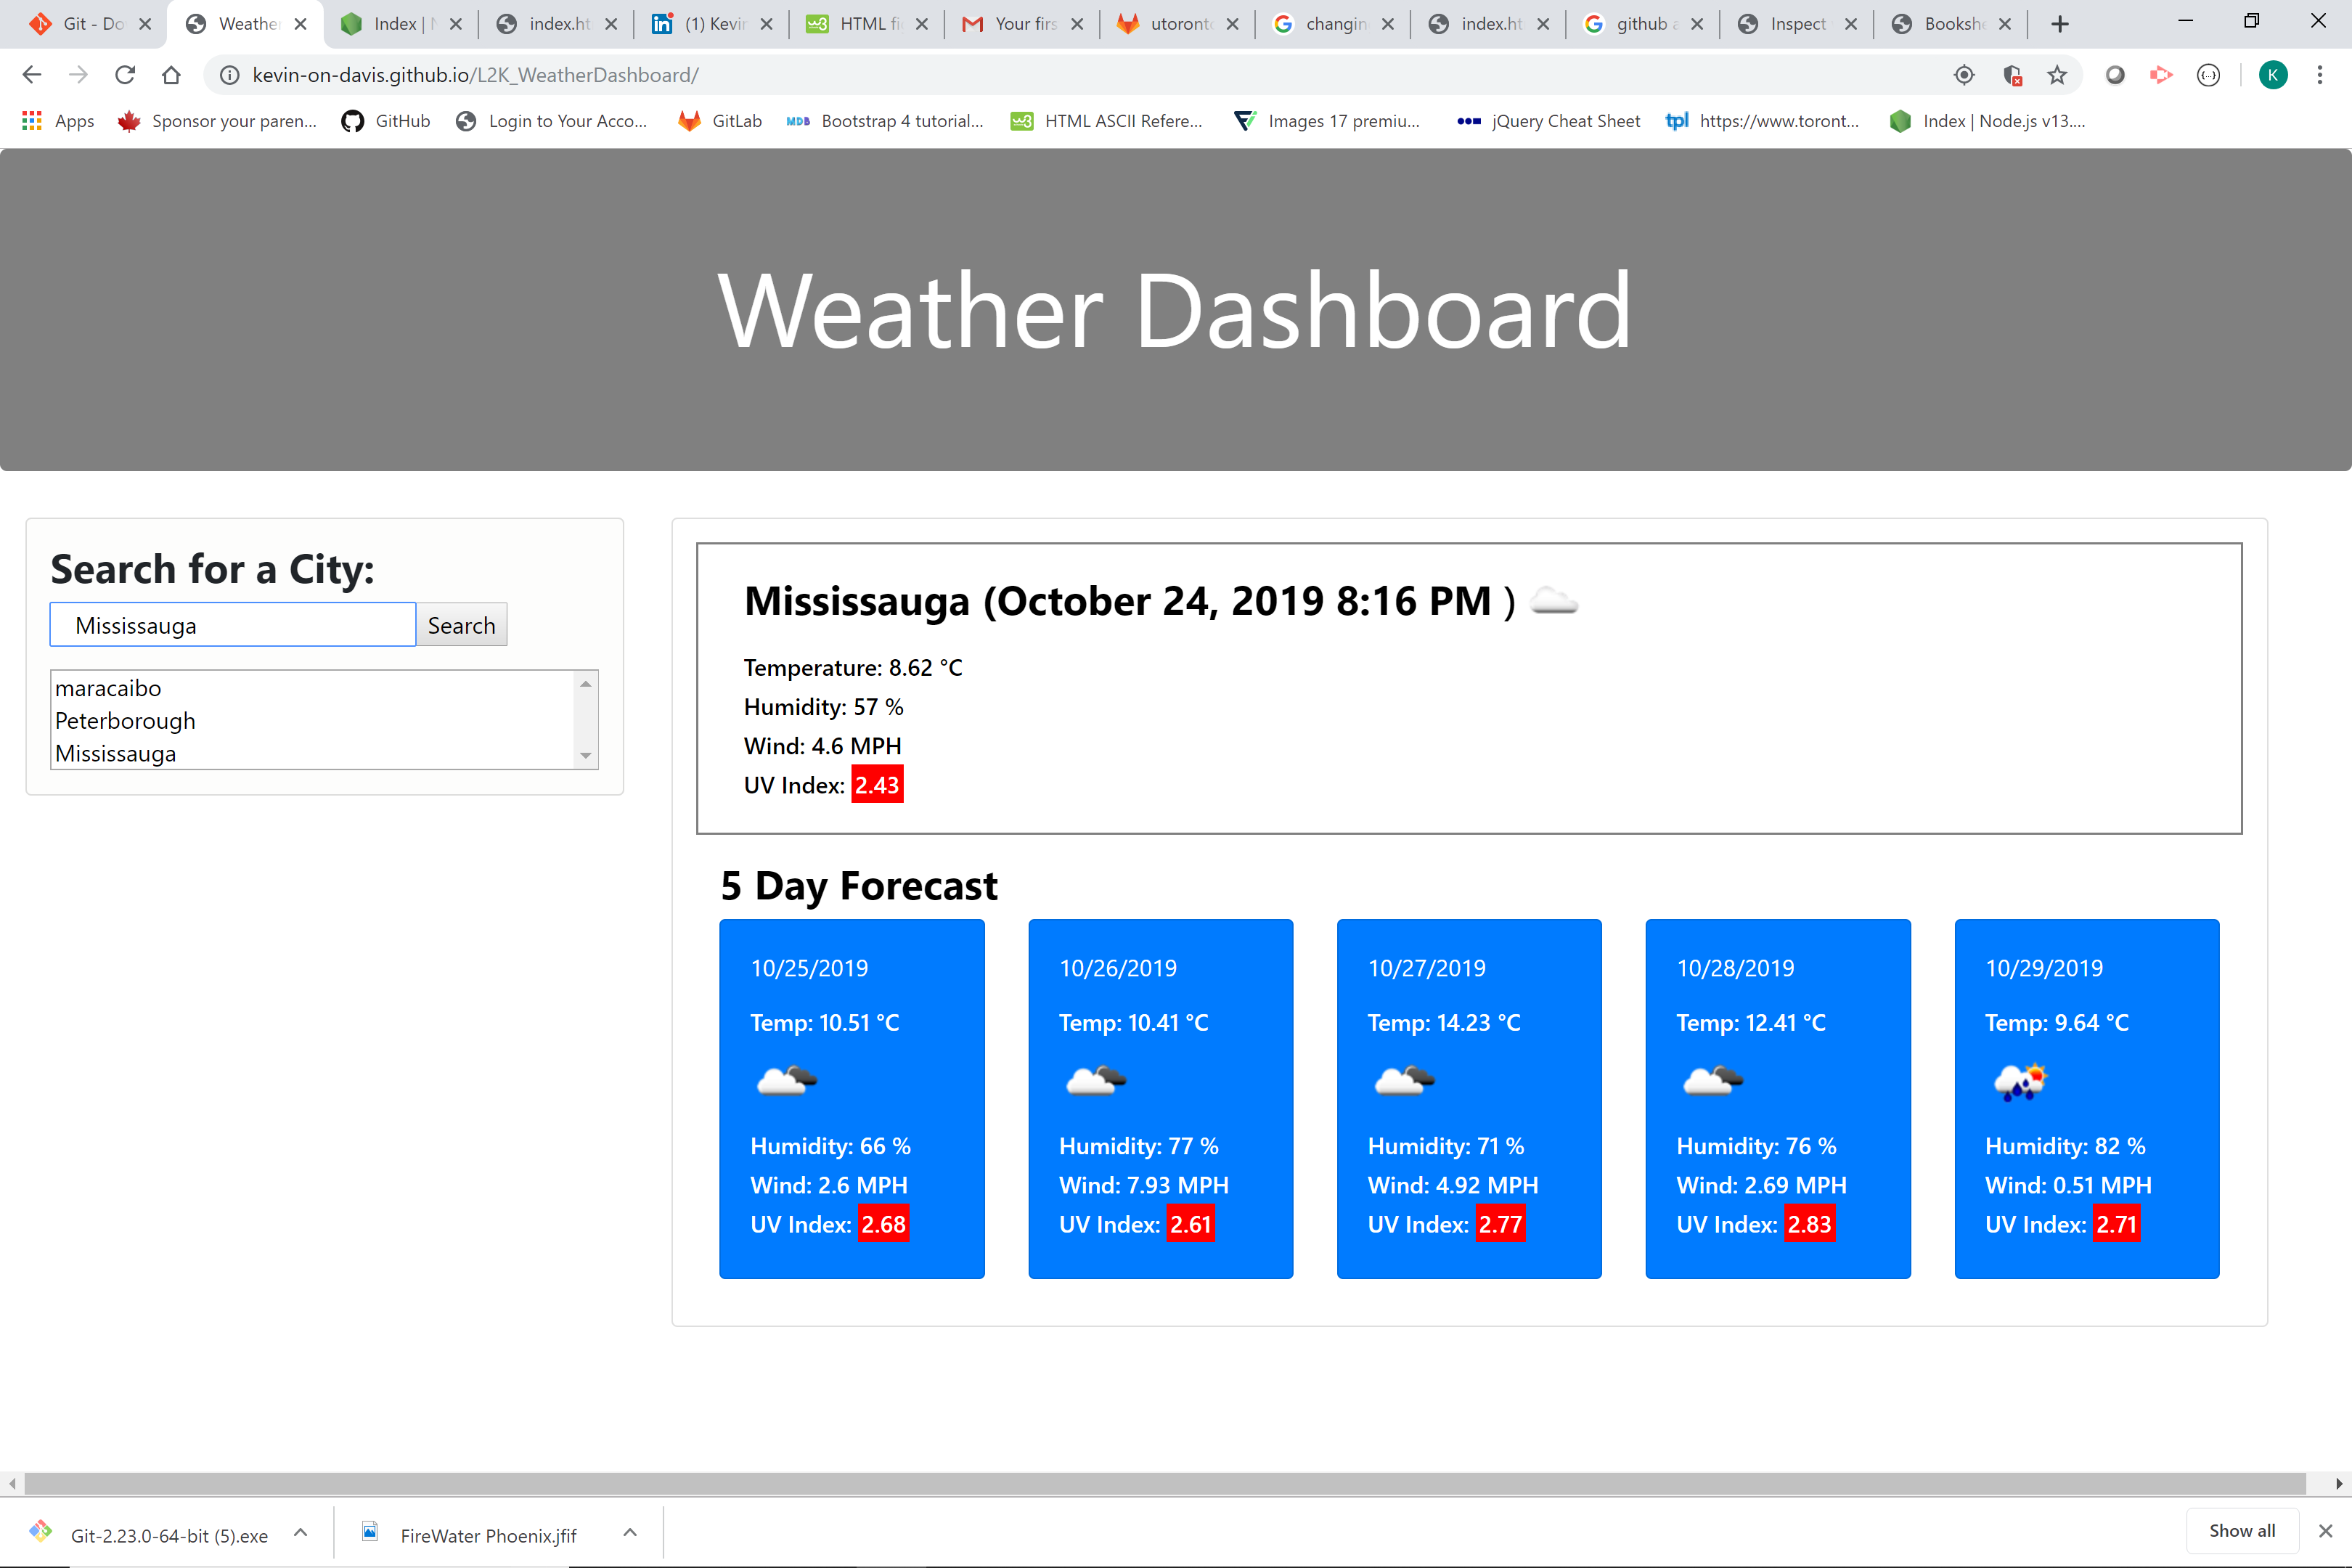 Git - Do
Weather
Index | N
index.ht
(1) Kevin
HTML fi
Your firs
utoronto
changin
index.ht
github a
Inspect
Bookshe
kevin-on-davis.github.io/L2K_WeatherDashboard/
K
Apps
Sponsor your paren...
GitHub
Login to Your Acco...
GitLab
MDB Bootstrap 4 tutorial...
w3 HTML ASCII Refere...
Images 17 premiu...
jQuery Cheat Sheet
tpl https://www.toront...
Index | Node.js v13....
Weather Dashboard
Search for a City:
Mississauga
Search
maracaibo
Peterborough
Mississauga
Mississauga (October 24, 2019 8:16 PM )
Temperature: 8.62 °C
Humidity: 57 %
Wind: 4.6 MPH
UV Index: 2.43
5 Day Forecast
10/25/2019
Temp: 10.51 °C
Humidity: 66 %
Wind: 2.6 MPH
UV Index: 2.68
10/26/2019
Temp: 10.41 °C
Humidity: 77 %
Wind: 7.93 MPH
UV Index: 2.61
10/27/2019
Temp: 14.23 °C
Humidity: 71 %
Wind: 4.92 MPH
UV Index: 2.77
10/28/2019
Temp: 12.41 °C
Humidity: 76 %
Wind: 2.69 MPH
UV Index: 2.83
10/29/2019
Temp: 9.64 °C
Humidity: 82 %
Wind: 0.51 MPH
UV Index: 2.71
Git-2.23.0-64-bit (5).exe
FireWater Phoenix.jfif
Show all